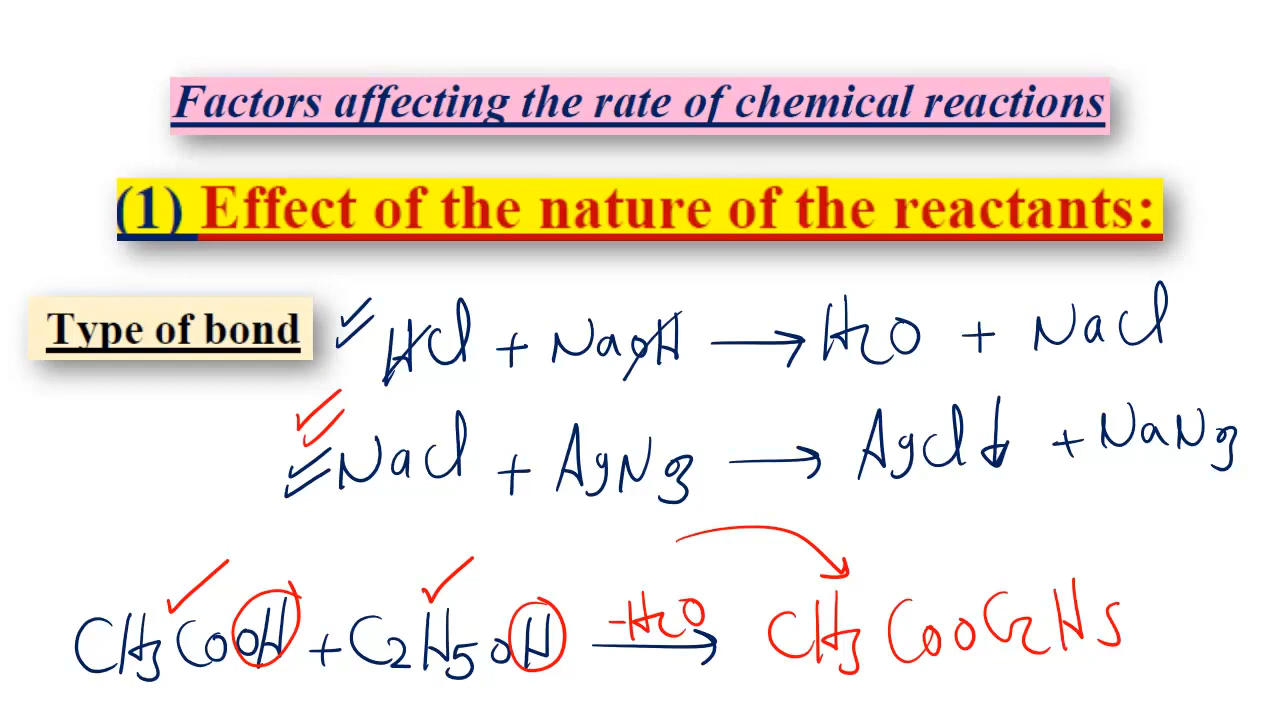 Factors affecting the rate of chemical reactions
(1) Effect of the nature of the reactants:
Type of bond
HCl + NaOH → H2O + NaCl
NaCl + AgNO3 → AgCl↓ + NaNO3
-H2O
CH3COOH + C2H5OH → CH3COOC2H5